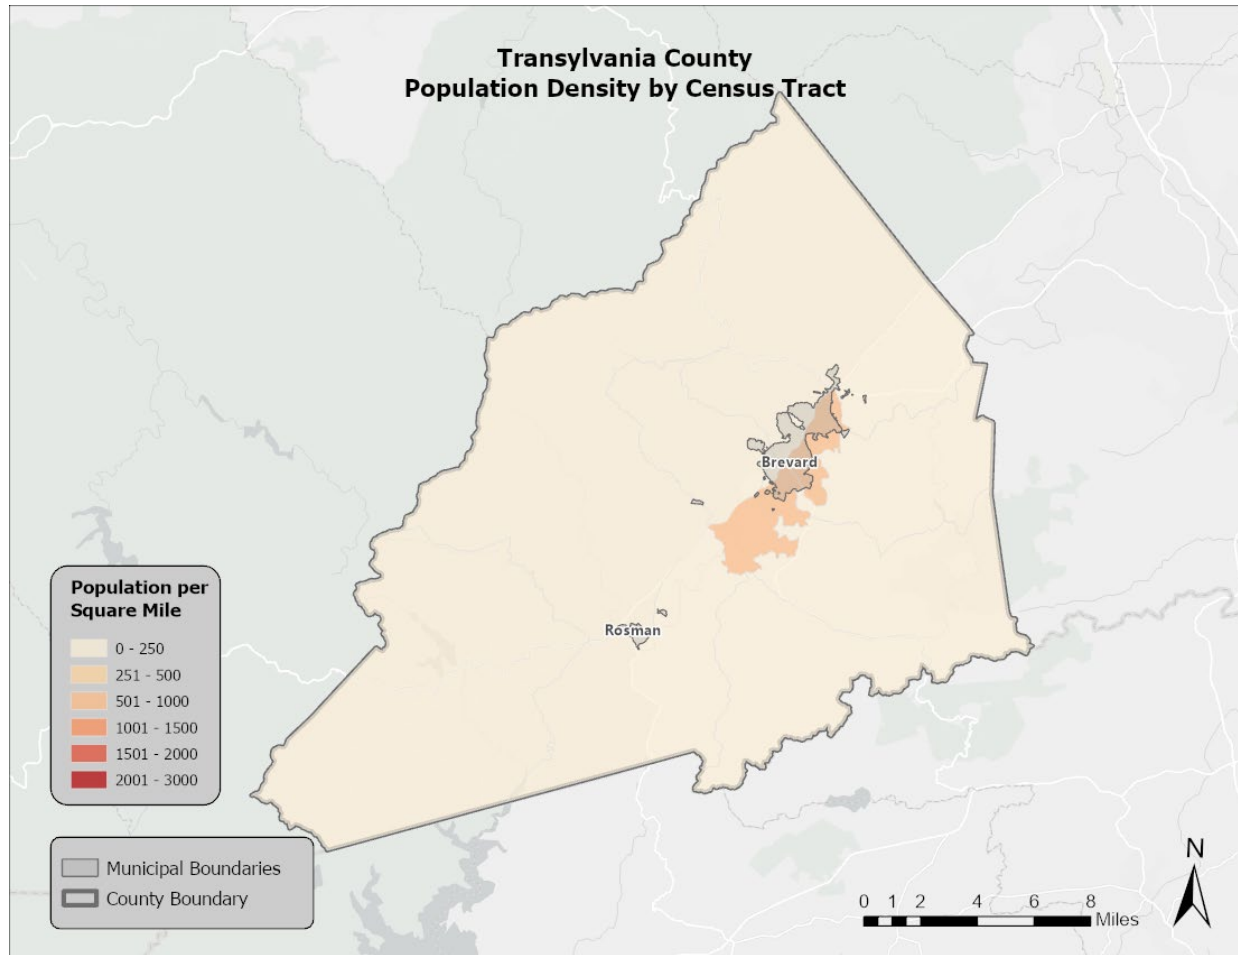 Transylvania County
Population Density by Census Tract
Brevard
Rosman
Population per
Square Mile
0 - 250
251 - 500
501 - 1000
1001 - 1500
1501 - 2000
2001 - 3000
Municipal Boundaries
County Boundary
N
0 1 2 4 6 8
Miles